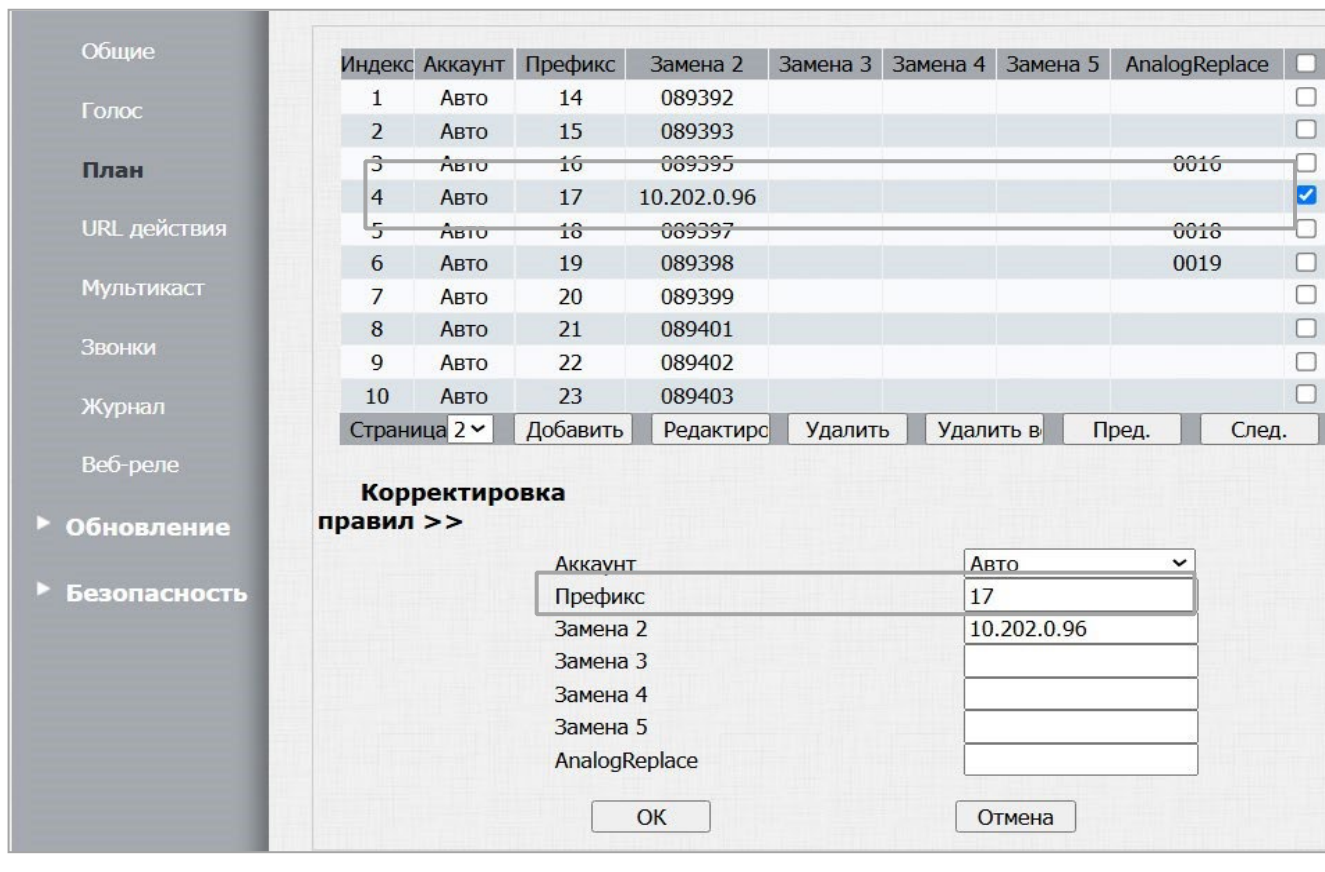 Общие
Голос
План
URL действия
Мультикаст
Звонки
Журнал
Веб-реле
Обновление
Безопасность
Индекс Аккаунт Префикс Замена 2 Замена 3 Замена 4 Замена 5 AnalogReplace
1 Авто 14 089392
2 Авто 15 089393
3 Авто 16 089395 0016
4 Авто 17 10.202.0.96
5 Авто 18 089397 0018
6 Авто 19 089398 0019
7 Авто 20 089399
8 Авто 21 089401
9 Авто 22 089402
10 Авто 23 089403
Страница 2 Добавить Редактиро Удалить Удалить в Пред. След.
Корректировка
правил >>
Аккаунт Авто
Префикс 17
Замена 2 10.202.0.96
Замена 3
Замена 4
Замена 5
AnalogReplace
ОК Отмена